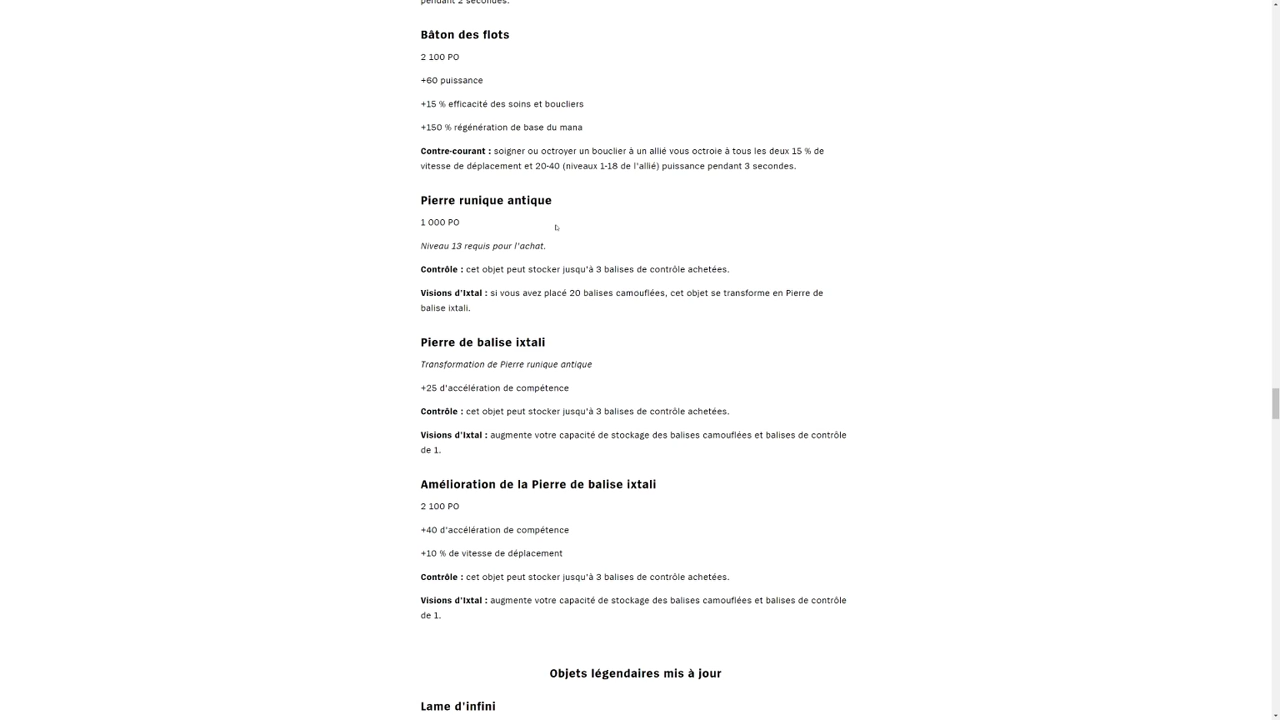 pendant 2 secondes.
Bâton des flots
2 100 PO
+60 puissance
+15 % efficacité des soins et boucliers
+150 % régénération de base du mana
Contre-courant : soigner ou octroyer un bouclier à un allié vous octroie à tous les deux 15 % de
vitesse de déplacement et 20-40 (niveaux 1-18 de l'allié) puissance pendant 3 secondes.
Pierre runique antique
1 000 PO
Niveau 13 requis pour l'achat.
Contrôle : cet objet peut stocker jusqu'à 3 balises de contrôle achetées.
Visions d'Ixtal : si vous avez placé 20 balises camouflées, cet objet se transforme en Pierre de
balise ixtali.
Pierre de balise ixtali
Transformation de Pierre runique antique
+25 d'accélération de compétence
Contrôle : cet objet peut stocker jusqu'à 3 balises de contrôle achetées.
Visions d'Ixtal : augmente votre capacité de stockage des balises camouflées et balises de contrôle
de 1.
Amélioration de la Pierre de balise ixtali
2 100 PO
+40 d'accélération de compétence
+10 % de vitesse de déplacement
Contrôle : cet objet peut stocker jusqu'à 3 balises de contrôle achetées.
Visions d'Ixtal : augmente votre capacité de stockage des balises camouflées et balises de contrôle
de 1.
Objets légendaires mis à jour
Lame d'infini